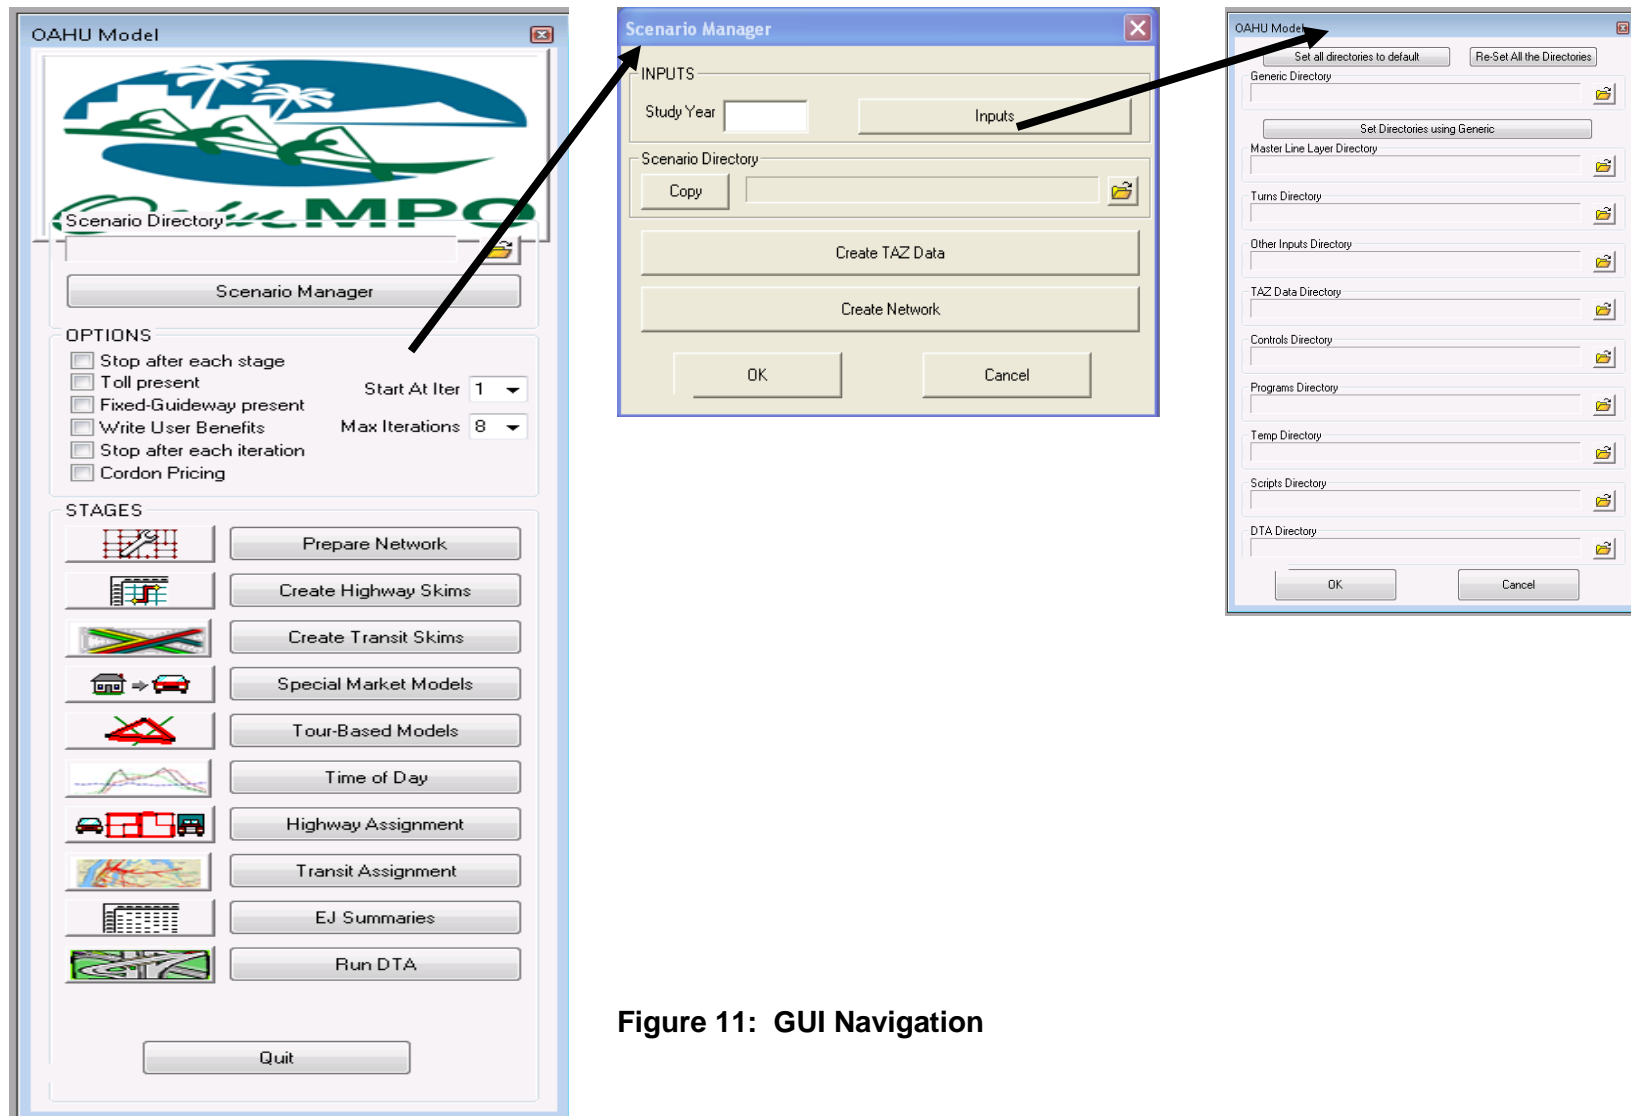 OAHU Model
Oahu MPO
Scenario Directory
Scenario Manager
OPTIONS
Stop after each stage
Toll present
Fixed-Guideway present
Write User Benefits
Stop after each iteration
Cordon Pricing
Start At Iter 1
Max Iterations 8
STAGES
Prepare Network
Create Highway Skims
Create Transit Skims
Special Market Models
Tour-Based Models
Time of Day
Highway Assignment
Transit Assignment
EJ Summaries
Run DTA
Quit
Scenario Manager
INPUTS
Study Year
Inputs
Scenario Directory
Copy
Create TAZ Data
Create Network
OK Cancel
OAHU Model
Set all directories to default Re-Set All the Directories
Generic Directory
Set Directories using Generic
Master Line Layer Directory
Turns Directory
Other Inputs Directory
TAZ Data Directory
Controls Directory
Programs Directory
Temp Directory
Scripts Directory
DTA Directory
OK Cancel
Figure 11: GUI Navigation